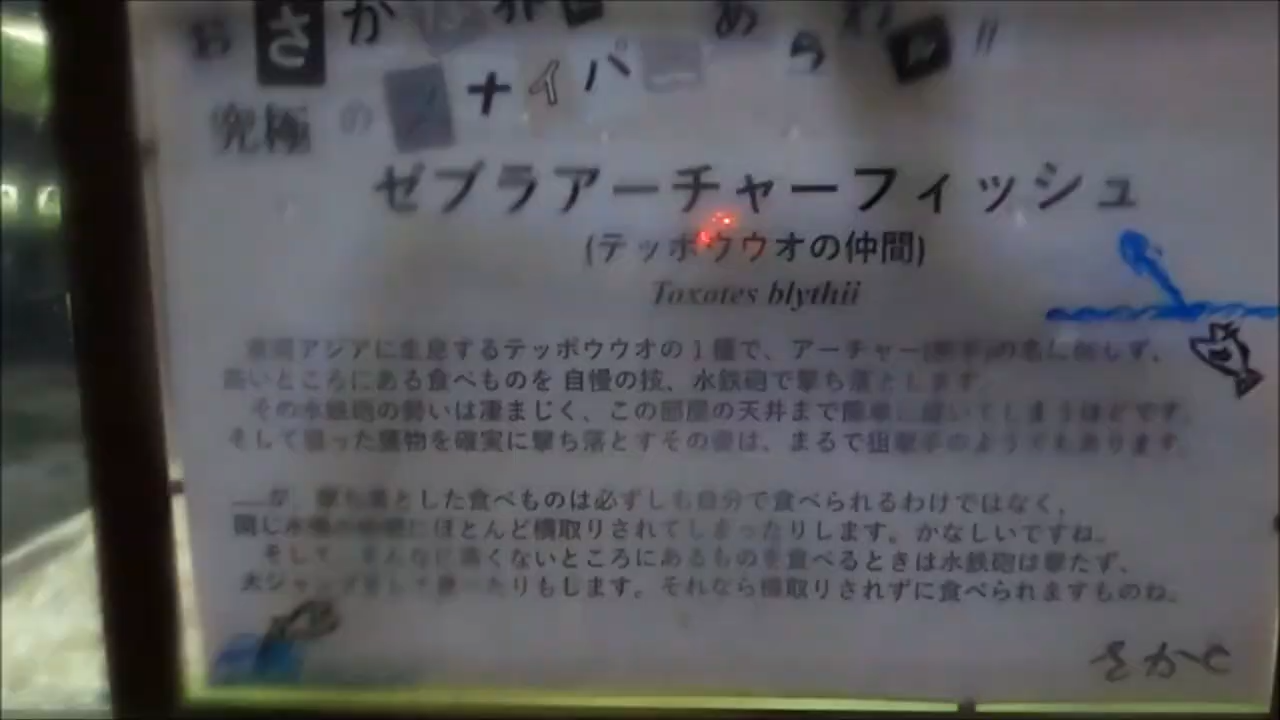 おさか 界 あらわ //
究極の スナイパー
ゼブラアーチャーフィッシュ
(テッポウウオの仲間)
Toxotes blythii
東南アジアに生息するテッポウウオの1種で、アーチャー(射手)の名に恥じず、
高いところにある食べものを 自慢の技、水鉄砲で撃ち落とします。
その水鉄砲の勢いは凄まじく、この部屋の天井まで簡単に届いてしまうほどです。
そして狙った獲物を確実に撃ち落とすその姿は、まるで狙撃手のようでもあります。
が、撃ち落とした食べものは必ずしも自分で食べられるわけではなく、
同じ水槽の仲間にほとんど横取りされてしまったりします。かなしいですね。
そして、そんなに高くないところにあるものを食べるときは水鉄砲は撃たず、
大ジャンプをして食ったりもします。それなら横取りされずに食べられますものね。